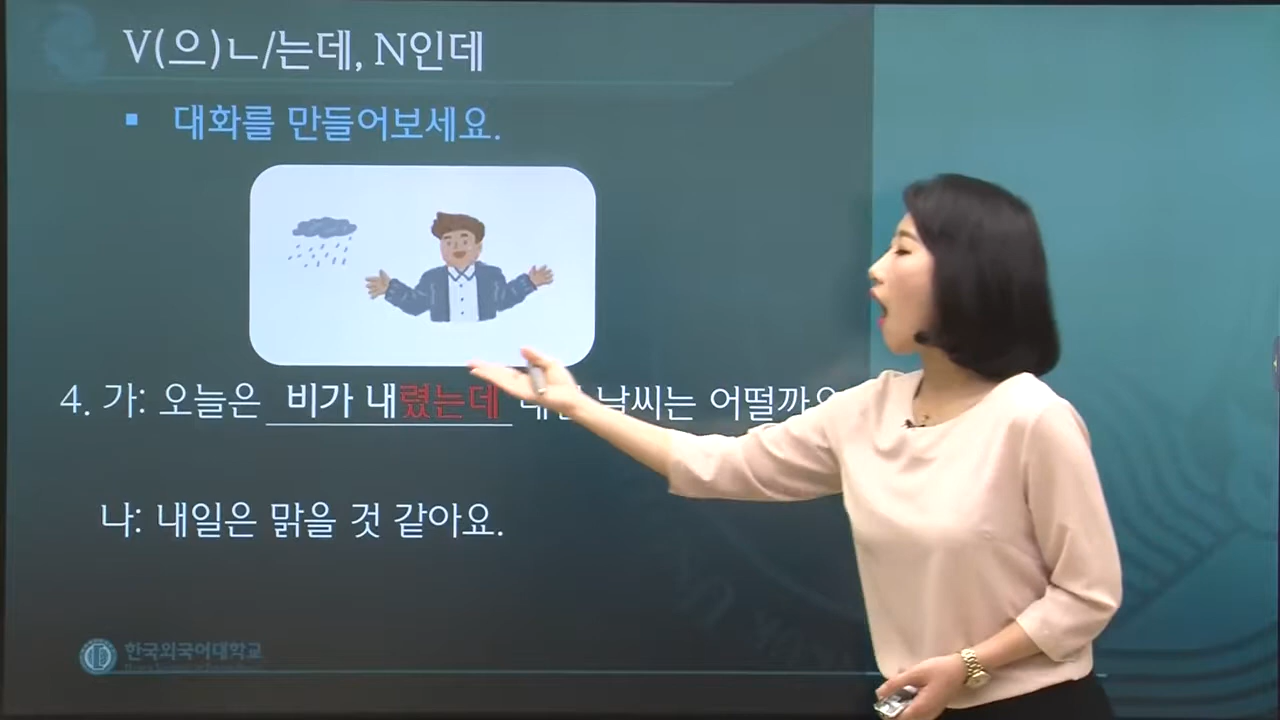 V(으)ㄴ/는데, N인데
▪ 대화를 만들어보세요.
4. 가: 오늘은 비가 내렸는데 날씨는 어떨까요
나: 내일은 맑을 것 같아요.
한국외국어대학교